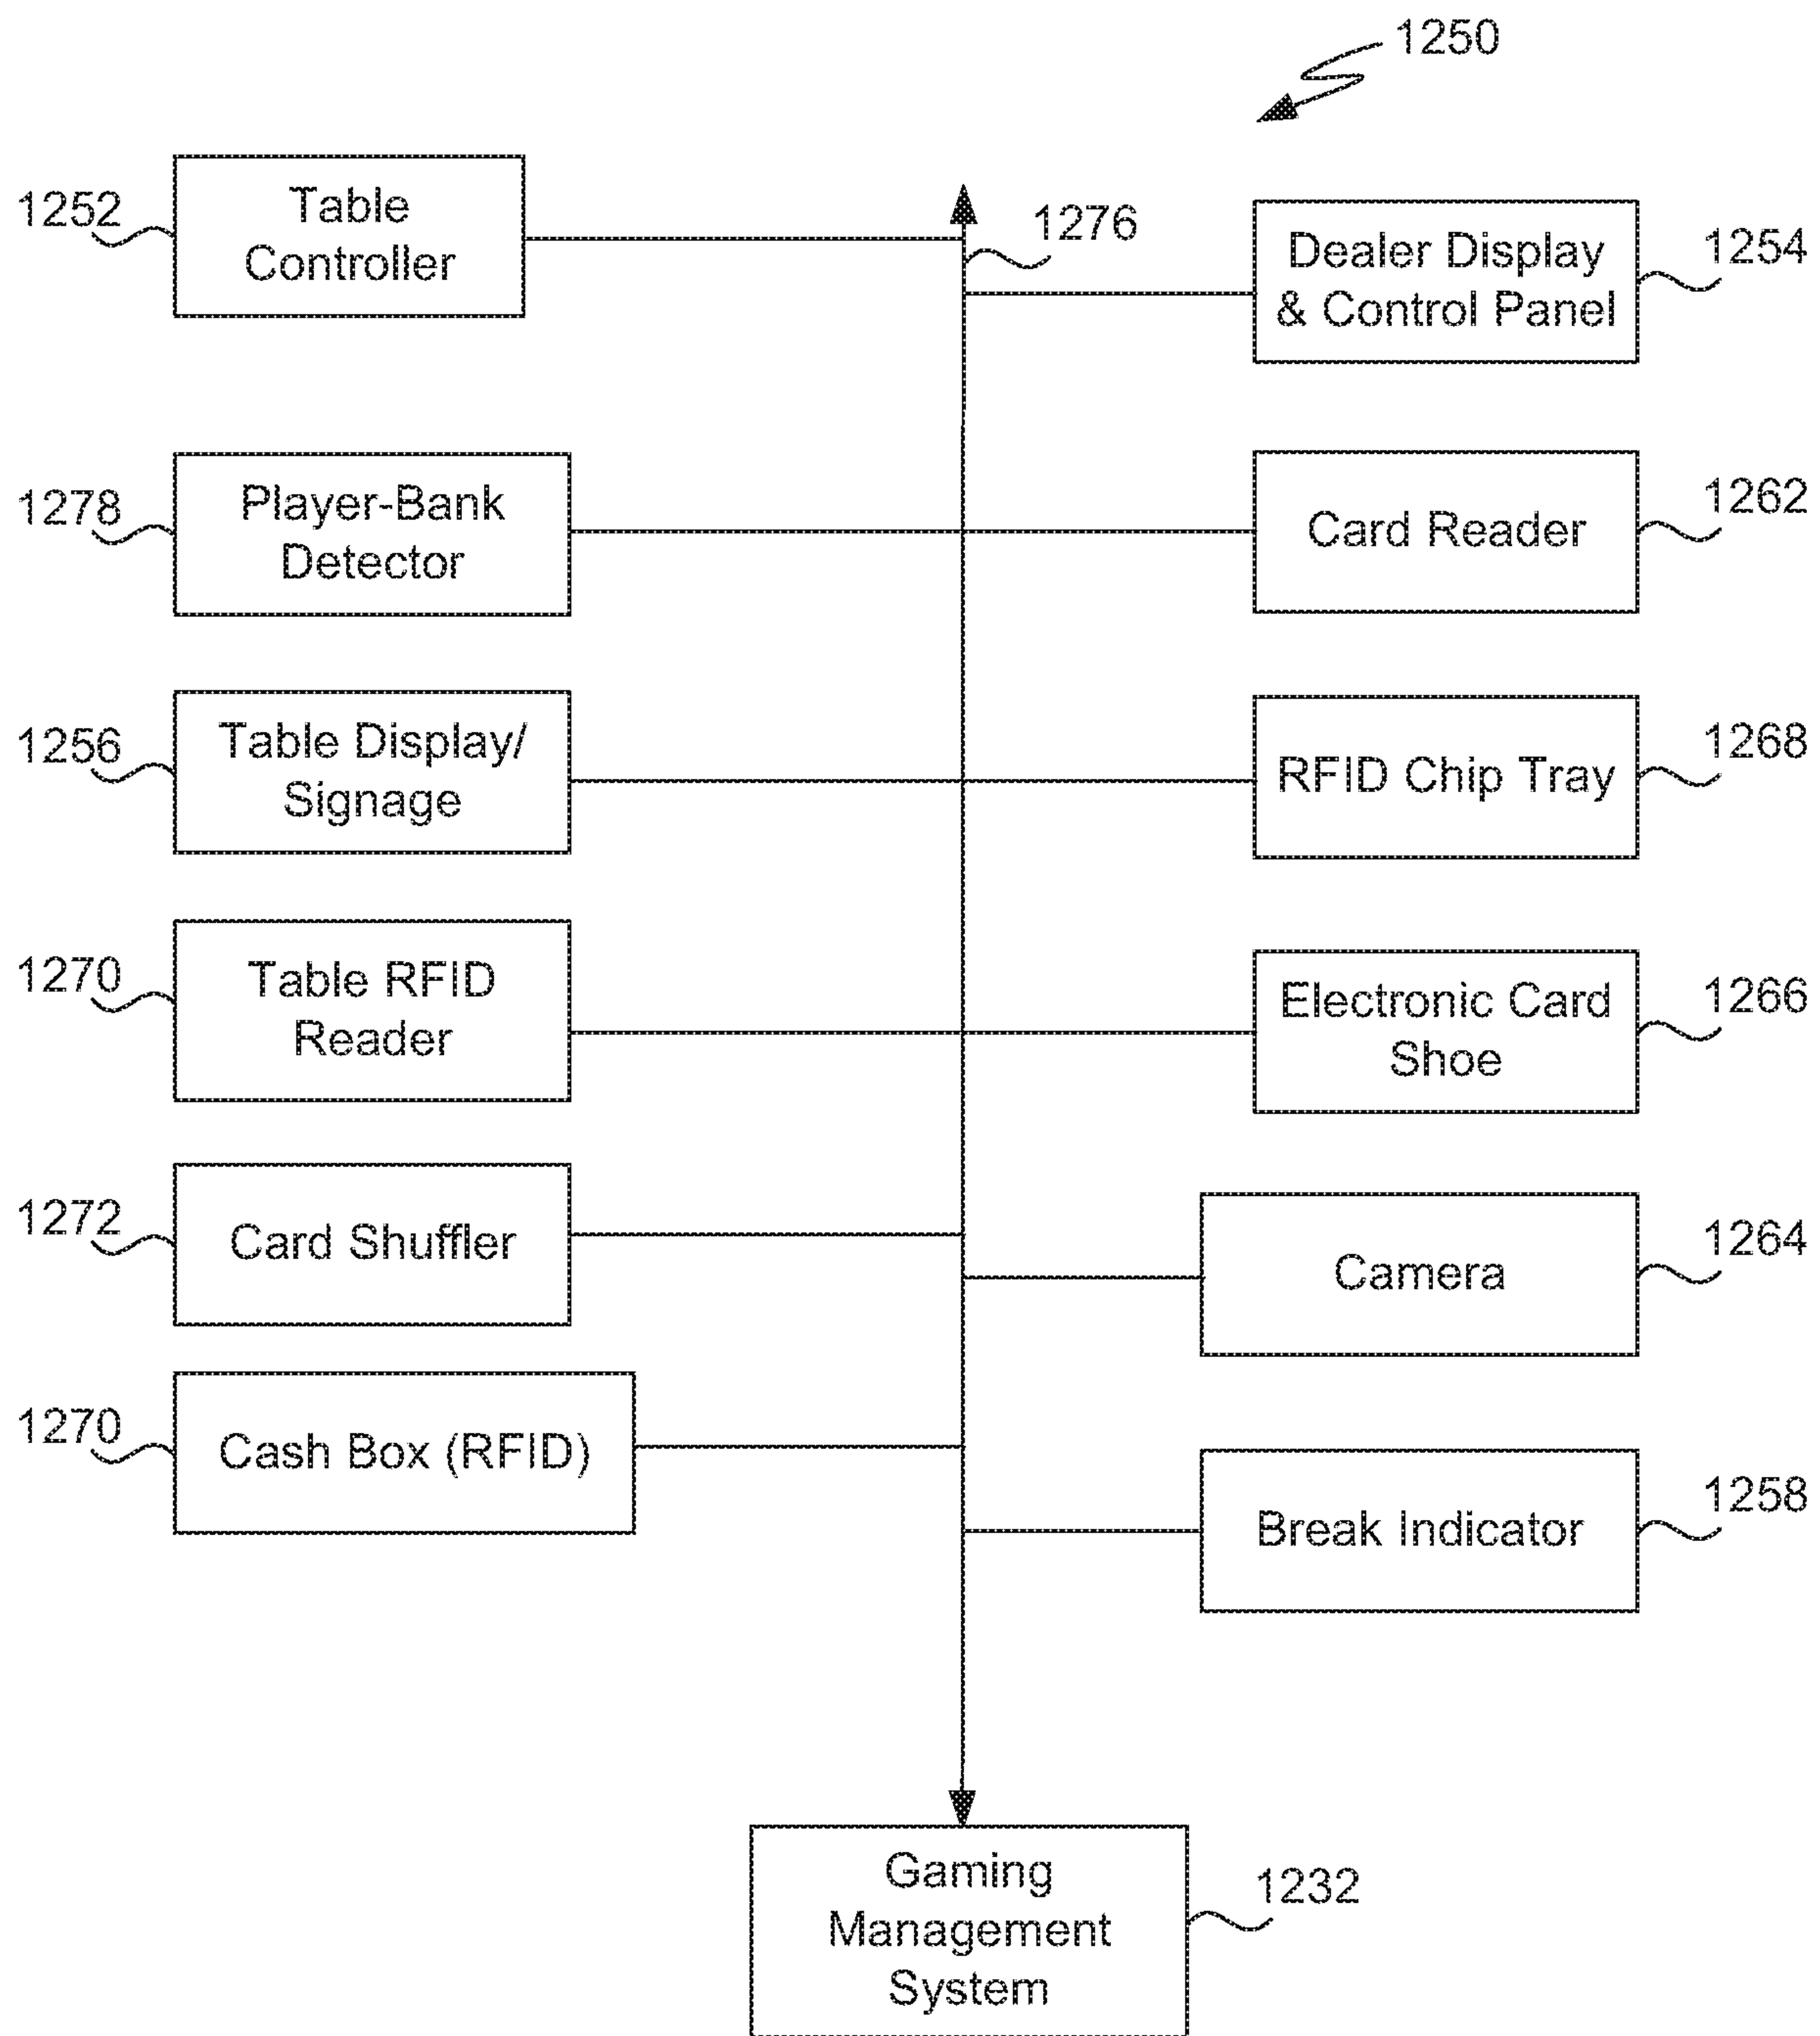 1250
1252
Table
Controller
1276
Dealer Display
& Control Panel
1254
1278
Player-Bank
Detector
Card Reader
1262
1256
Table Display/
Signage
RFID Chip Tray
1268
1270
Table RFID
Reader
Electronic Card
Shoe
1266
1272
Card Shuffler
Camera
1264
1270
Cash Box (RFID)
Break Indicator
1258
Gaming
Management
System
1232